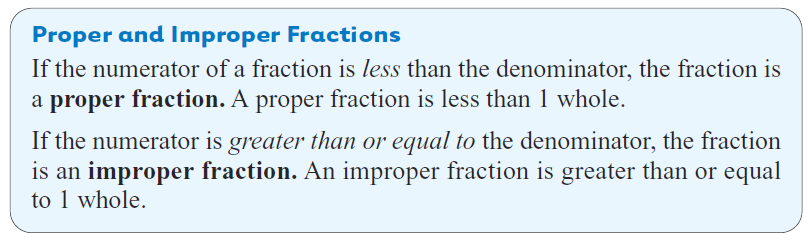 Proper and Improper Fractions
If the numerator of a fraction is less than the denominator, the fraction is
a proper fraction. A proper fraction is less than 1 whole.
If the numerator is greater than or equal to the denominator, the fraction
is an improper fraction. An improper fraction is greater than or equal
to 1 whole.